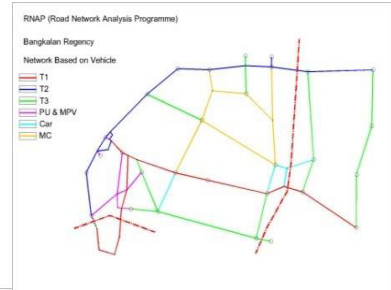 RNAP (Road Network Analysis Programme)
Bangkalan Regency
Network Based on Vehicle
T1
T2
T3
PU & MPV
Car
MC